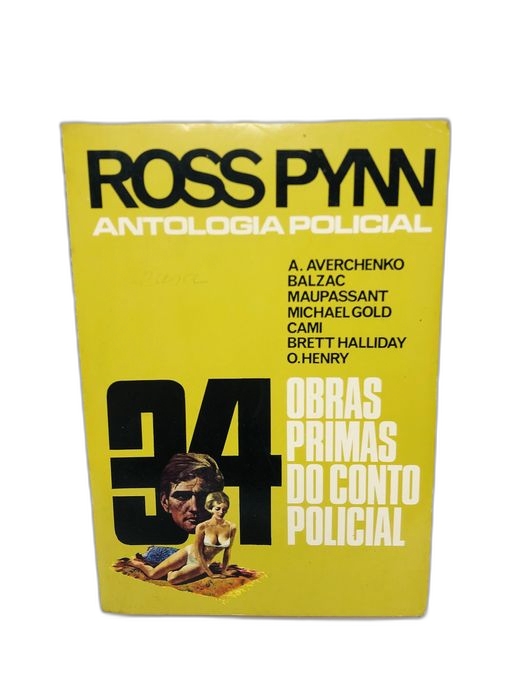 ROSS PYNN
ANTOLOGIA POLICIAL
A. AVERCHENKO
BALZAC
MAUPASSANT
MICHAEL GOLD
CAMI
BRETT HALLIDAY
O. HENRY
34
OBRAS
PRIMAS
DO CONTO
POLICIAL